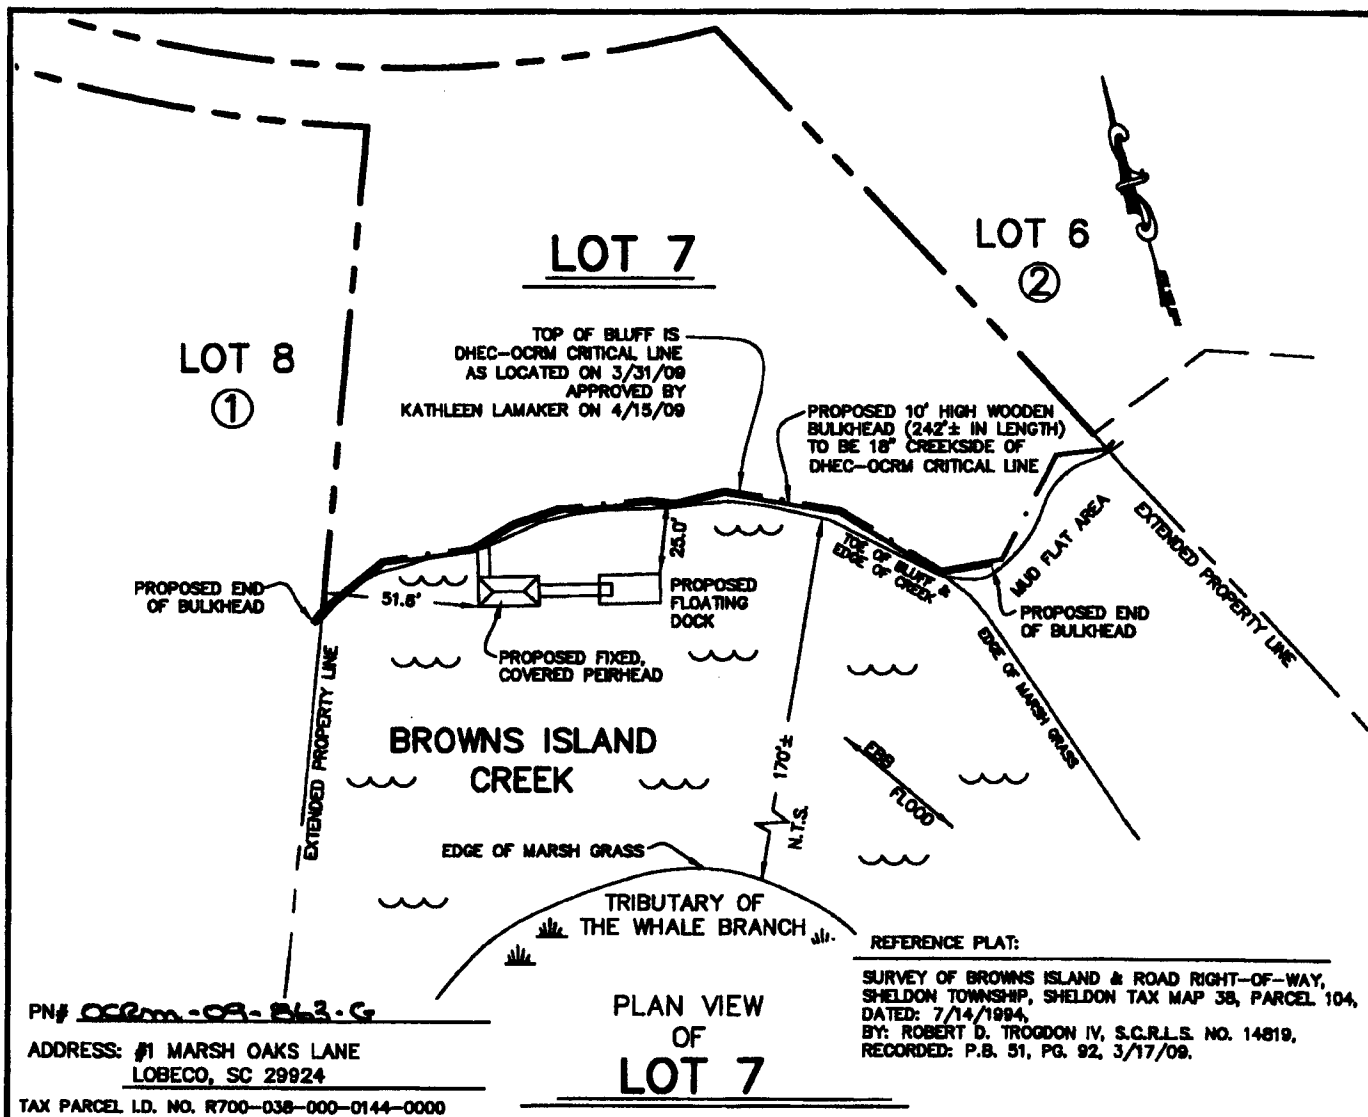 LOT 7
LOT 6
2
LOT 8
1
TOP OF BLUFF IS
DHEC-OCRM CRITICAL LINE
AS LOCATED ON 3/31/09
APPROVED BY
KATHLEEN LAMAKER ON 4/15/09
PROPOSED 10' HIGH WOODEN
BULKHEAD (242'± IN LENGTH)
TO BE 18" CREEKSIDE OF
DHEC-OCRM CRITICAL LINE
EXTENDED PROPERTY LINE
MUD FLAT AREA
25.0'
TOE OF BLUFF &
EDGE OF CREEK
PROPOSED END
OF BULKHEAD
51.6'
PROPOSED
FLOATING
DOCK
PROPOSED END
OF BULKHEAD
PROPOSED FIXED,
COVERED PEIRHEAD
EDGE OF MARSH GRASS
EXTENDED PROPERTY LINE
BROWNS ISLAND
CREEK
170'±
N.T.S.
EBB
FLOOD
EDGE OF MARSH GRASS
TRIBUTARY OF
THE WHALE BRANCH
REFERENCE PLAT:
SURVEY OF BROWNS ISLAND & ROAD RIGHT-OF-WAY,
SHELDON TOWNSHIP, SHELDON TAX MAP 38, PARCEL 104,
DATED: 7/14/1994,
BY: ROBERT D. TROGDON IV, S.C.R.L.S. NO. 14819,
RECORDED: P.B. 51, PG. 92, 3/17/09.
PN# OCRM-09-863-G
ADDRESS: #1 MARSH OAKS LANE
LOBECO, SC 29924
TAX PARCEL I.D. NO. R700-038-000-0144-0000
PLAN VIEW
OF
LOT 7